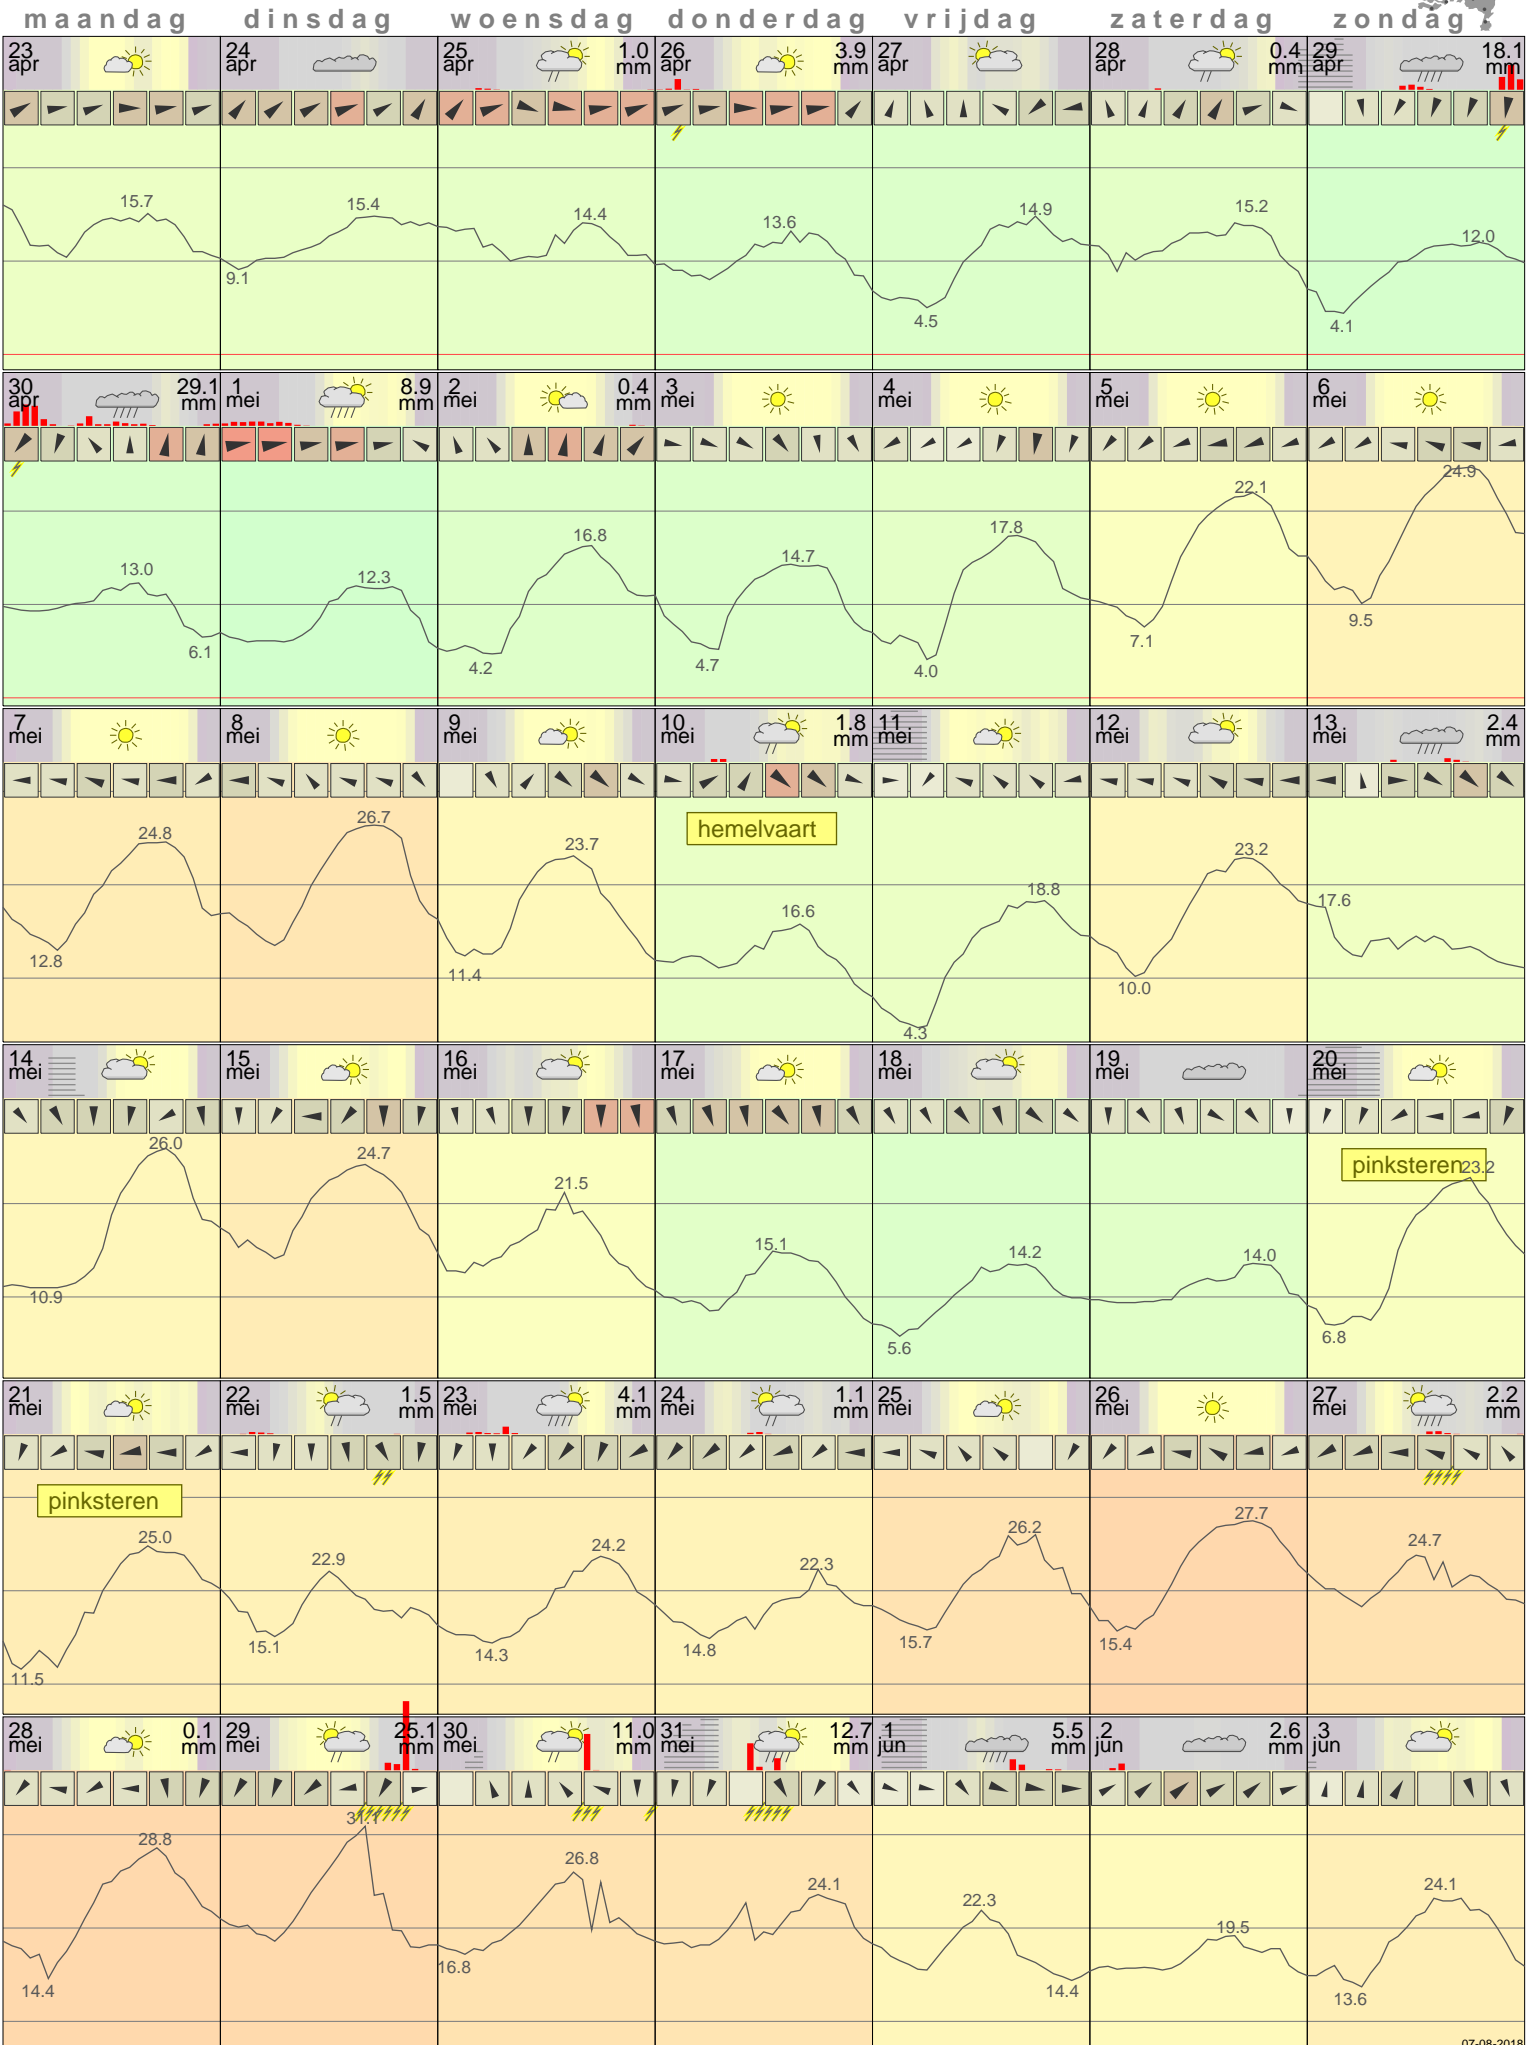 maandag dinsdag woensdag donderdag vrijdag zaterdag zondag
23 24 25 1.0 26 3.9 27 28 0.4 29 18.1
apr apr apr mm apr mm apr apr mm apr mm
15.7 15.4 14.4 13.6 14.9 15.2 12.0
9.1 4.5 4.1
30 29.1 1 8.9 2 0.4 3 4 5 6
apr mm mei mm mei mm mei mei mei mei
13.0 12.3 16.8 14.7 17.8 22.1 24.9
6.1 4.2 4.7 4.0 7.1 9.5
7 8 9 10 1.8 11 12 13 2.4
mei mei mei mei mm mei mei mei mm
hemelvaart
24.8 26.7 23.7 16.6 18.8 23.2 17.6
12.8 11.4 4.3 10.0
14 15 16 17 18 19 20
mei mei mei mei mei mei mei
pinksteren
26.0 24.7 21.5 15.1 14.2 14.0 23.2
10.9 5.6 6.8
21 22 1.5 23 4.1 24 1.1 25 26 27 2.2
mei mei mm mei mm mei mm mei mei mei mm
pinksteren
25.0 22.9 24.2 22.3 26.2 27.7 24.7
11.5 15.1 14.3 14.8 15.7 15.4
28 0.1 29 25.1 30 11.0 31 12.7 1 5.5 2 2.6 3
mei mm mei mm mei mm mei mm jun mm jun mm jun
28.8 31.1 26.8 24.1 22.3 19.5 24.1
14.4 16.8 14.4 13.6
07-08-2018